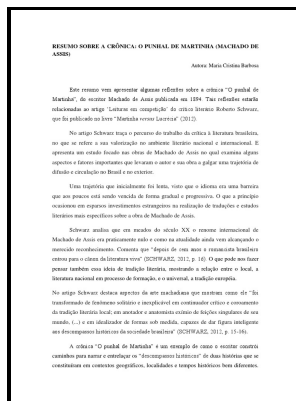 RESUMO SOBRE A CRÔNICA: O PUNHAL DE MARTINHA (MACHADO DE
ASSIS)
Autora: Maria Cristina Barbosa
Este resumo vem apresentar algumas reflexões sobre a crônica "O punhal de
Martinha", do escritor Machado de Assis publicada em 1894. Tais reflexões estarão
relacionadas ao artigo "Leituras em competição" do crítico literário Roberto Schwarz,
que foi publicado no livro "Martinha versus Lucrécia" (2012).
No artigo Schwarz traça o percurso do trabalho da crítica à literatura brasileira,
no que se refere a sua valorização no ambiente literário nacional e internacional. E
apresenta um estudo focado nas obras de Machado de Assis no qual examina alguns
aspectos e fatores importantes que levaram o autor e sua obra a galgar uma trajetória de
difusão e circulação no Brasil e no exterior.
Uma trajetória que inicialmente foi lenta, visto que o idioma era uma barreira
que aos poucos está sendo vencida de forma gradual e progressiva. O que a princípio
ocasionou em esparsos investimentos estrangeiros na realização de traduções e estudos
literários mais específicos sobre a obra de Machado de Assis.
Schwarz analisa que em meados do século XX o renome internacional de
Machado de Assis era praticamente nulo e como na atualidade ainda vem alcançando o
merecido reconhecimento. Comenta que "depois de cem anos o romancista brasileiro
entrou para o cânon da literatura viva" (SCHWARZ, 2012, p. 16). O que pode nos fazer
pensar também essa ideia de tradição literária, mostrando a relação entre o local, a
literatura nacional em processo de formação, e o universal, a tradição europeia.
No artigo Schwarz destaca aspectos da arte machadiana que mostram como ele "foi
transformado de fenômeno solitário e inexplicável em continuador crítico e coroamento
da tradição literária local; em anotador e anatomista exímio de feições singulares de seu
mundo, (...) e em idealizador de formas sob medida, capazes de dar figura inteligente
aos descompassos históricos da sociedade brasileira" (SCHWARZ, 2012, p. 15-16).
A crônica "O punhal de Martinha" é um exemplo de como o escritor constrói
caminhos para narrar e entrelaçar os "descompassos históricos" de duas histórias que se
constituíram em contextos geográficos, localidades e tempos históricos bem diferentes.